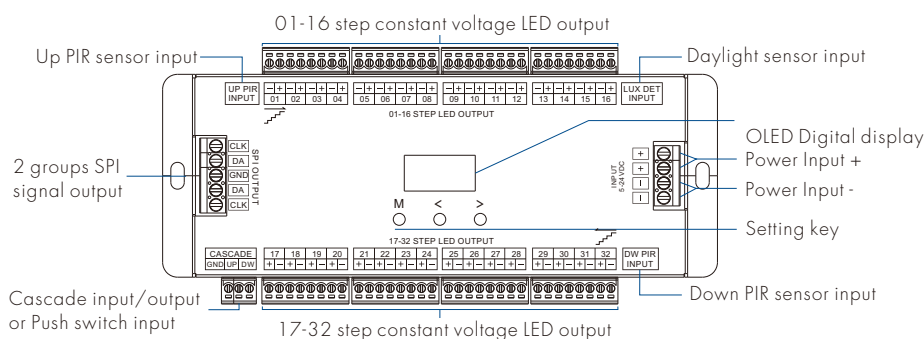 01-16 step constant voltage LED output
Up PIR sensor input
Daylight sensor input
UP PIR
INPUT
- + - + - + - +
01 02 03 04
- + - + - + - +
05 06 07 08
- + - + - + - +
09 10 11 12
- + - + - + - +
13 14 15 16
LUX DET
INPUT
01-16 STEP LED OUTPUT
2 groups SPI
signal output
CLK
DA
GND
DA
CLK
SPI OUTPUT
M < >
INPUT
5-24VDC
+
+
-
-
OLED Digital display
Power Input +
Power Input -
Setting key
17-32 STEP LED OUTPUT
CASCADE
GND UP DW
17 18 19 20
+ - + - + - + -
21 22 23 24
+ - + - + - + -
25 26 27 28
+ - + - + - + -
29 30 31 32
+ - + - + - + -
DW PIR
INPUT
Cascade input/output
or Push switch input
Down PIR sensor input
17-32 step constant voltage LED output